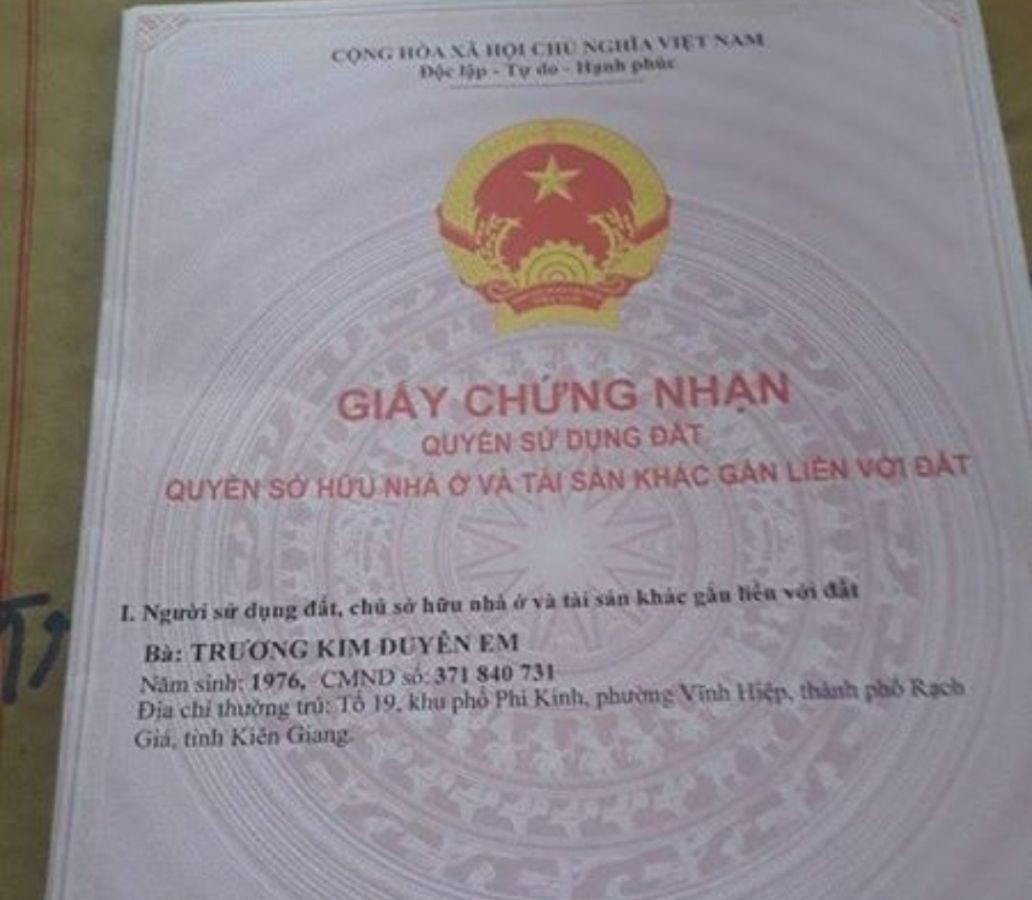 CỘNG HÒA XÃ HỘI CHỦ NGHĨA VIỆT NAM
Độc lập - Tự do - Hạnh phúc
GIẤY CHỨNG NHẬN
QUYỀN SỬ DỤNG ĐẤT
QUYỀN SỞ HỮU NHÀ Ở VÀ TÀI SẢN KHÁC GẮN LIỀN VỚI ĐẤT
I. Người sử dụng đất, chủ sở hữu nhà ở và tài sản khác gắn liền với đất
Bà: TRƯƠNG KIM DUYÊN EM
Năm sinh: 1976, CMND số: 371 840 731
Địa chỉ thường trú: Tổ 19, khu phố Phi Kinh, phường Vĩnh Hiệp, thành phố Rạch
Giá, tỉnh Kiên Giang.